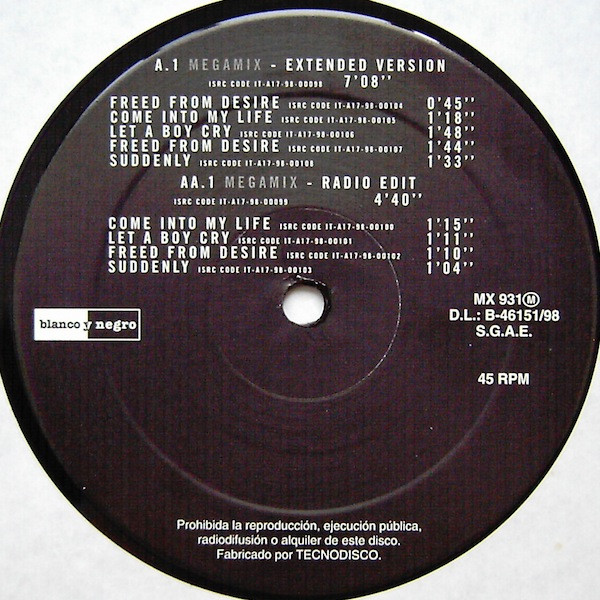 A.1 MEGAMIX - EXTENDED VERSION
ISRC CODE IT-A17-98-00098 7'08''
FREED FROM DESIRE ISRC CODE IT-A17-98-00104 0'45''
COME INTO MY LIFE ISRC CODE IT-A17-98-00105 1'18''
LET A BOY CRY ISRC CODE IT-A17-98-00106 1'48''
FREED FROM DESIRE ISRC CODE IT-A17-98-00107 1'44''
SUDDENLY ISRC CODE IT-A17-98-00108 1'33''
AA.1 MEGAMIX - RADIO EDIT
ISRC CODE IT-A17-98-00099 4'40''
COME INTO MY LIFE ISRC CODE IT-A17-98-00100 1'15''
LET A BOY CRY ISRC CODE IT-A17-98-00101 1'11''
FREED FROM DESIRE ISRC CODE IT-A17-98-00102 1'10''
SUDDENLY ISRC CODE IT-A17-98-00103 1'04''
blanco y negro
MX 931 Ⓜ
D.L.: B-46151/98
S.G.A.E.
45 RPM
Prohibida la reproducción, ejecución pública,
radiodifusión o alquiler de este disco.
Fabricado por TECNODISCO.